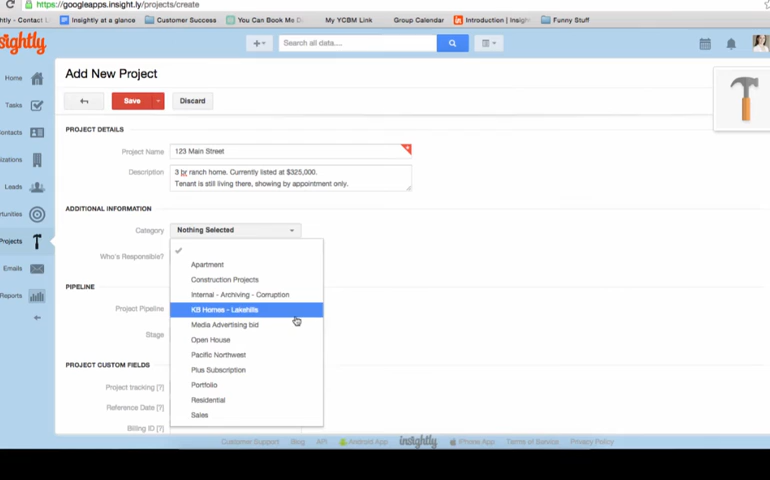 https://googleapps.insight.ly/projects/create
Insightly at a glance
Customer Success
You Can Book Me D
My YCBM Link
Group Calendar
Introduction | Insigh
Funny Stuff
Search all data....
Home
Tasks
Leads
Projects
Emails
Reports
Add New Project
Save
Discard
PROJECT DETAILS
Project Name
123 Main Street
Description
3 br ranch home. Currently listed at $325,000.
Tenant is still living there, showing by appointment only.
ADDITIONAL INFORMATION
Category
Nothing Selected
Who's Responsible?
Apartment
Construction Projects
Internal - Archiving - Corruption
KB Homes - Lakehills
Media Advertising bid
Open House
Pacific Northwest
Plus Subscription
Portfolio
Residential
Sales
PIPELINE
Project Pipeline
Stage
PROJECT CUSTOM FIELDS
Project tracking [?]
Reference Date [?]
Billing ID [?]
Customer Support
Blog
API
Android App
insightly
iPhone App
Terms of Service
Privacy Policy